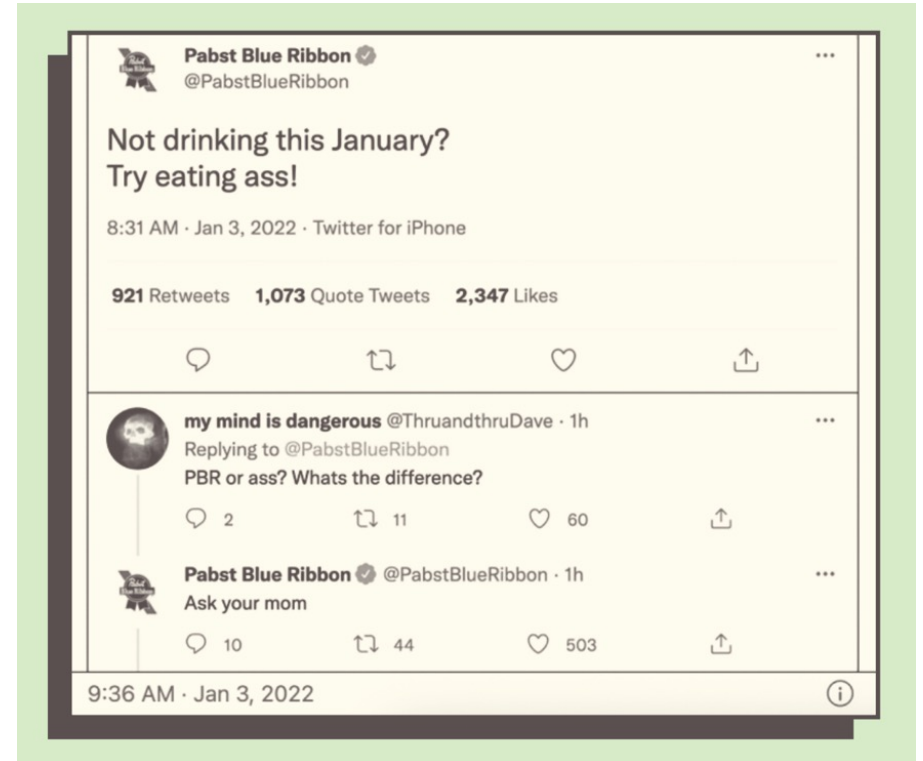 Pabst Blue Ribbon
@PabstBlueRibbon
Not drinking this January?
Try eating ass!
8:31 AM · Jan 3, 2022 · Twitter for iPhone
921 Retweets 1,073 Quote Tweets 2,347 Likes
my mind is dangerous @ThruandthruDave · 1h
Replying to @PabstBlueRibbon
PBR or ass? Whats the difference?
2 11 60
Pabst Blue Ribbon @PabstBlueRibbon · 1h
Ask your mom
10 44 503
9:36 AM · Jan 3, 2022